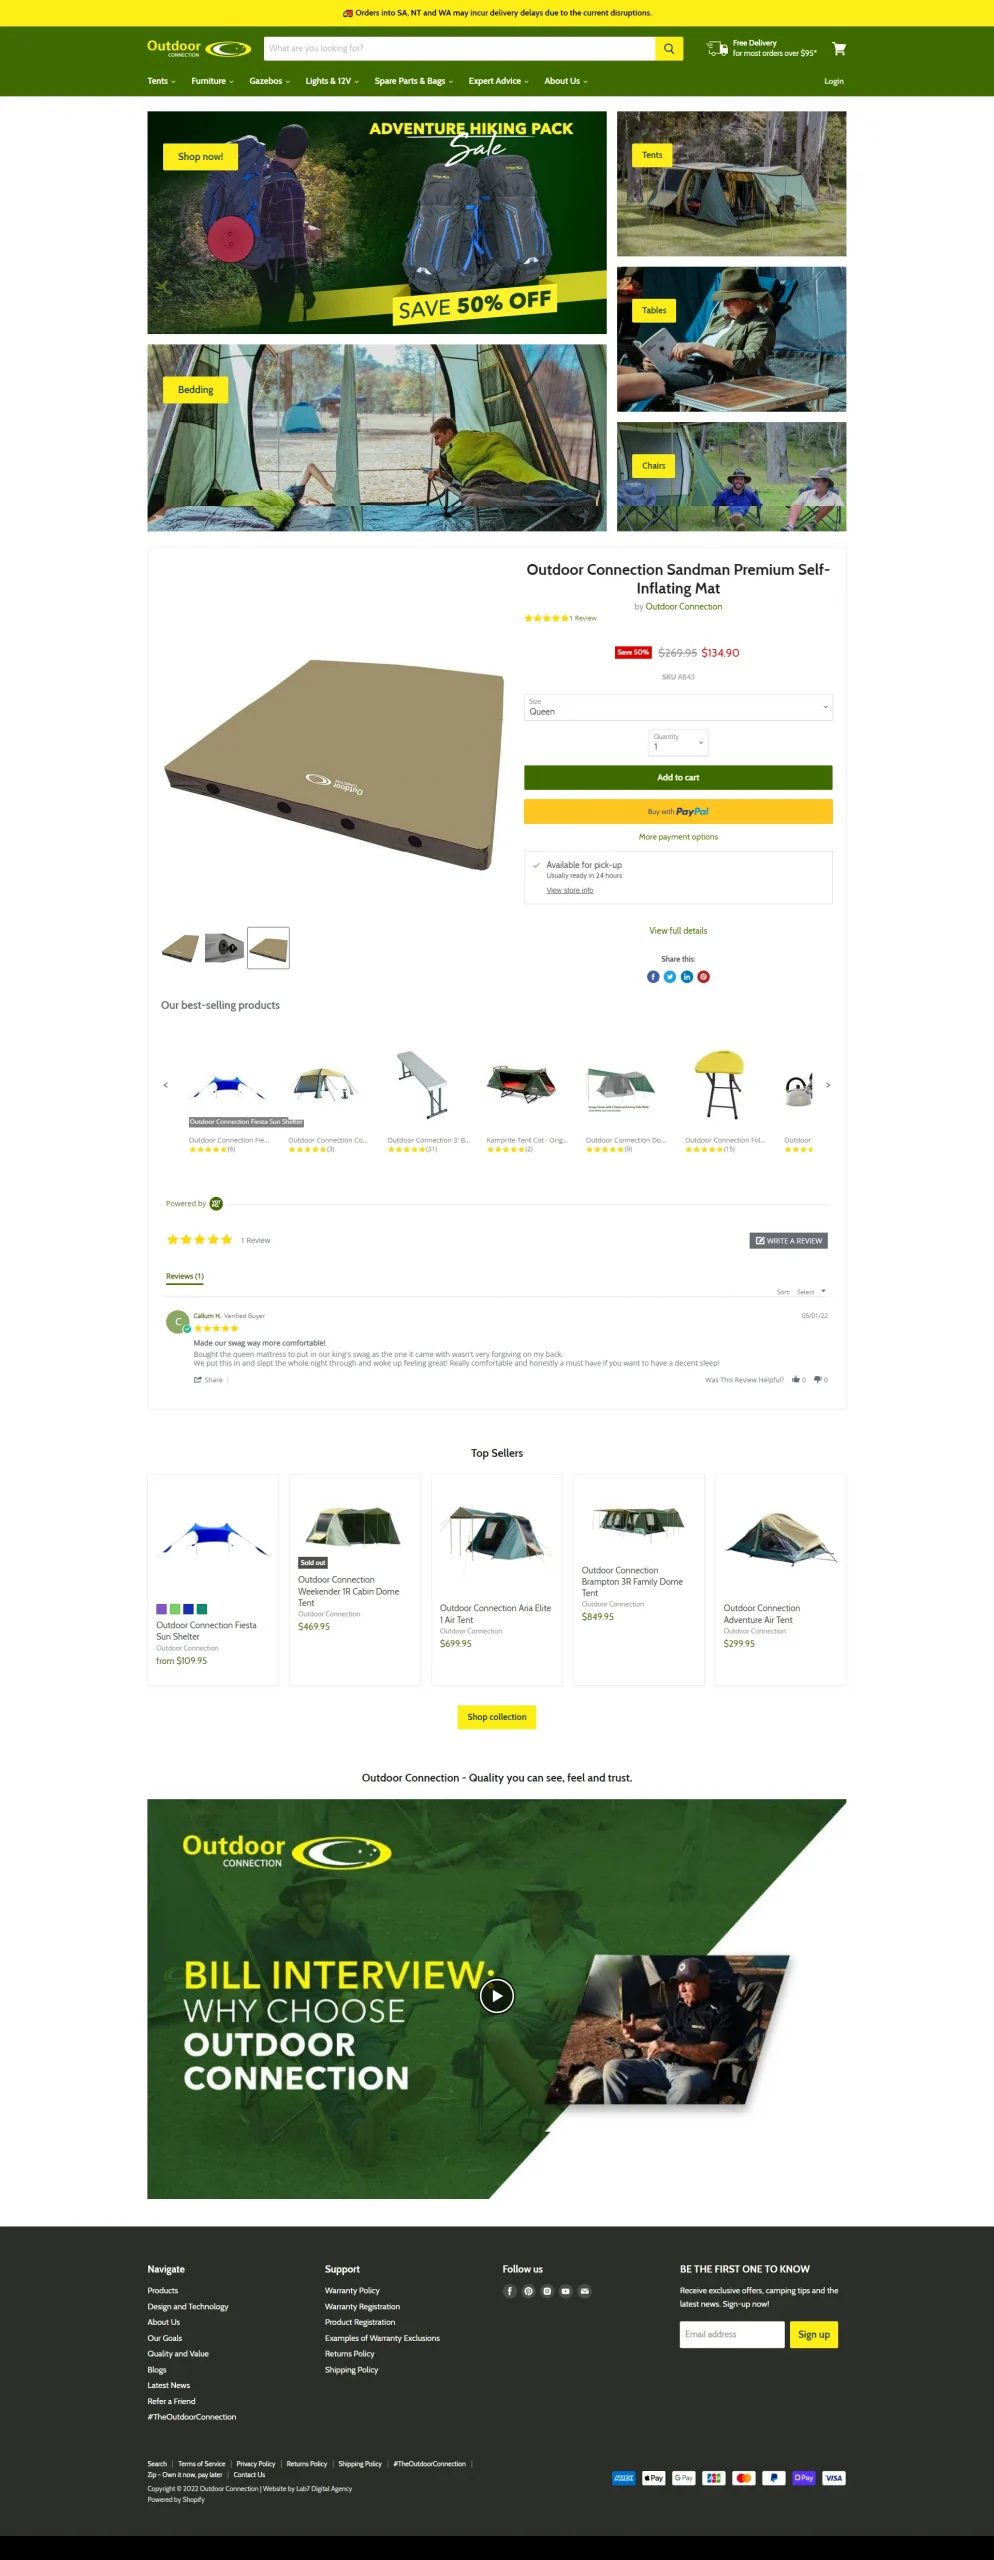 Orders into SA, NT and WA may incur delivery delays due to the current disruptions.
Outdoor
CONNECTION
What are you looking for?
Free Delivery
for most orders over $95*
Tents
Furniture
Gazebos
Lights & 12V
Spare Parts & Bags
Expert Advice
About Us
Login
Shop now!
ADVENTURE HIKING PACK
Sale
SAVE 50% OFF
Tents
Tables
Bedding
Chairs
Outdoor Connection Sandman Premium Self-
Inflating Mat
by Outdoor Connection
1 Review
Save 50% $269.95 $134.90
SKU AB43
Size
Queen
Quantity
1
Add to cart
Buy with PayPal
More payment options
Available for pick-up
Usually ready in 24 hours
View store info
Outdoor
CONNECTION
View full details
Share this:
Our best-selling products
<
>
Outdoor Connection Fiesta Sun Shelter
Outdoor Connection Fie...
(6)
Outdoor Connection Co...
(3)
Outdoor Connection 3' B...
(31)
Kamprite Tent Cot - Orig...
(2)
Outdoor Connection Do...
(9)
Outdoor Connection Fol...
(15)
Outdoor
Powered by
1 Review
WRITE A REVIEW
Reviews (1)
Sort: Select
C
Callum H. Verified Buyer
05/01/22
Made our swag way more comfortable!
Bought the queen mattress to put in our king's swag as the one it came with wasn't very forgiving on my back.
We put this in and slept the whole night through and woke up feeling great! Really comfortable and honestly a must have if you want to have a decent sleep!
Share |
Was This Review Helpful? 0 0
Top Sellers
Outdoor Connection Fiesta
Sun Shelter
Outdoor Connection
from $109.95
Sold out
Outdoor Connection
Weekender 1R Cabin Dome
Tent
Outdoor Connection
$469.95
Outdoor Connection Aria Elite
1 Air Tent
Outdoor Connection
$699.95
Outdoor Connection
Brampton 3R Family Dome
Tent
Outdoor Connection
$849.95
Outdoor Connection
Adventure Air Tent
Outdoor Connection
$299.95
Shop collection
Outdoor Connection - Quality you can see, feel and trust.
Outdoor
CONNECTION
BILL INTERVIEW:
WHY CHOOSE
OUTDOOR
CONNECTION
Navigate
Products
Design and Technology
About Us
Our Goals
Quality and Value
Blogs
Latest News
Refer a Friend
#TheOutdoorConnection
Support
Warranty Policy
Warranty Registration
Product Registration
Examples of Warranty Exclusions
Returns Policy
Shipping Policy
Follow us
BE THE FIRST ONE TO KNOW
Receive exclusive offers, camping tips and the
latest news. Sign-up now!
Email address
Sign up
Search | Terms of Service | Privacy Policy | Returns Policy | Shipping Policy | #TheOutdoorConnection |
Zip - Own it now, pay later | Contact Us
Copyright © 2022 Outdoor Connection | Website by Lab7 Digital Agency
Powered by Shopify
AMEX
Pay
G Pay
JCB
Pay
VISA